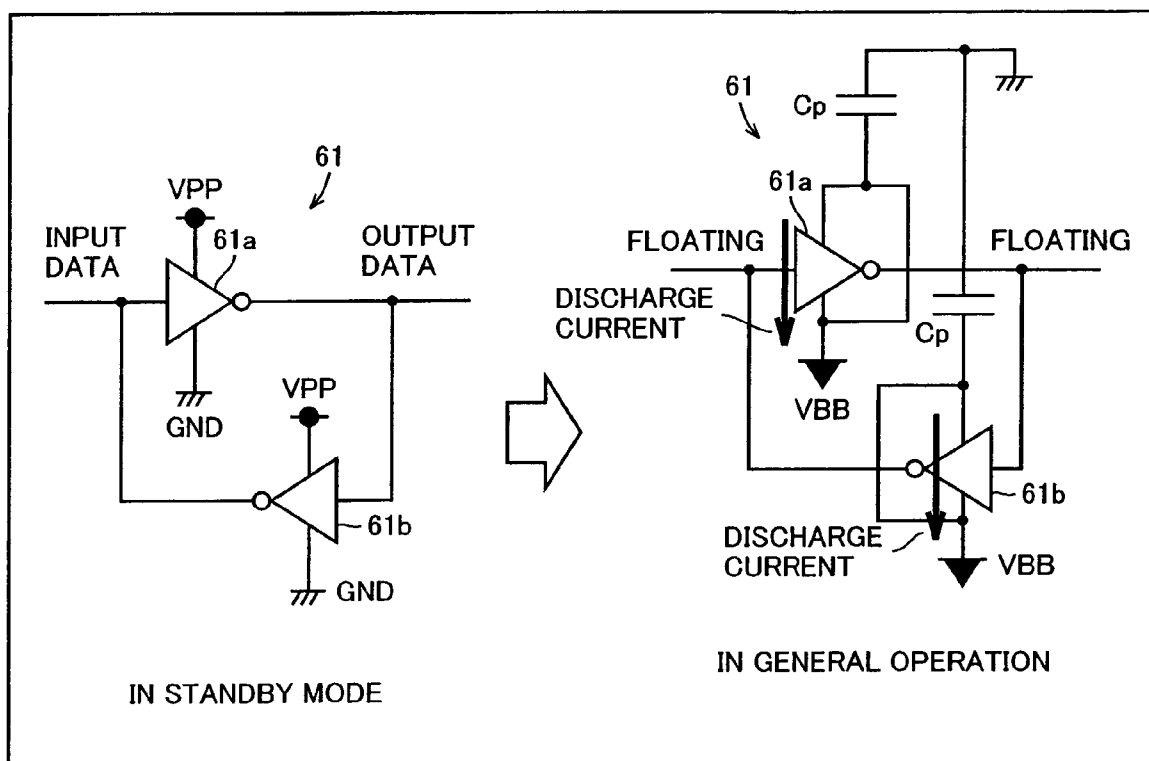 61
VPP
INPUT
DATA
61a
OUTPUT
DATA
GND
VPP
61b
GND
IN STANDBY MODE
61
Cp
61a
FLOATING
FLOATING
DISCHARGE
CURRENT
Cp
VBB
61b
DISCHARGE
CURRENT
VBB
IN GENERAL OPERATION